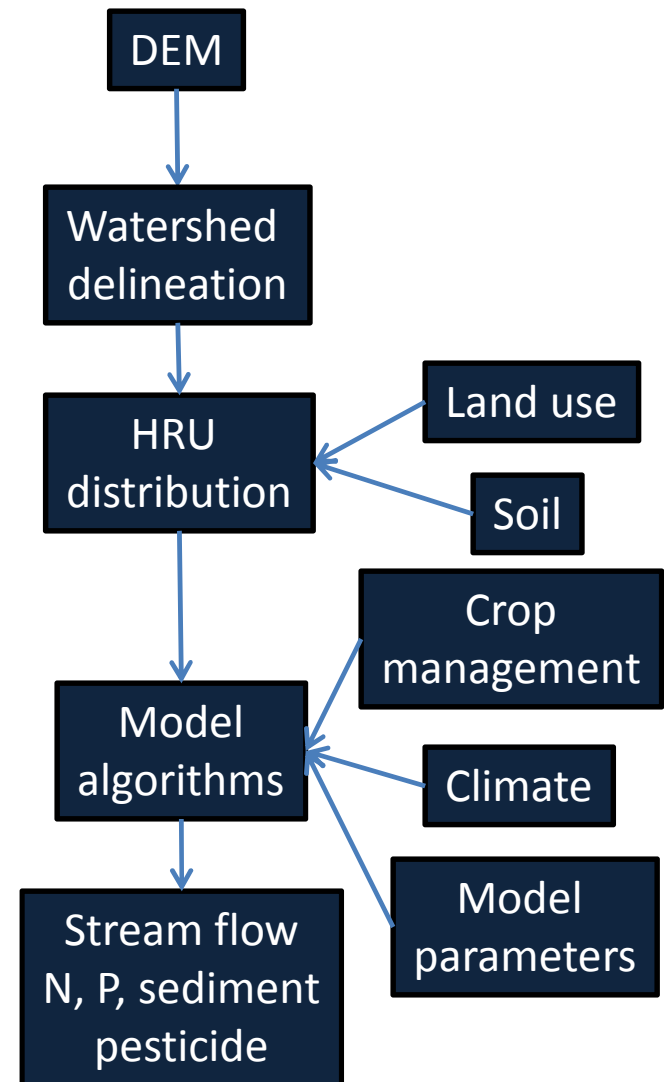 DEM
Watershed
delineation
HRU
distribution
Land use
Soil
Crop
management
Model
algorithms
Climate
Model
parameters
Stream flow
N, P, sediment
pesticide